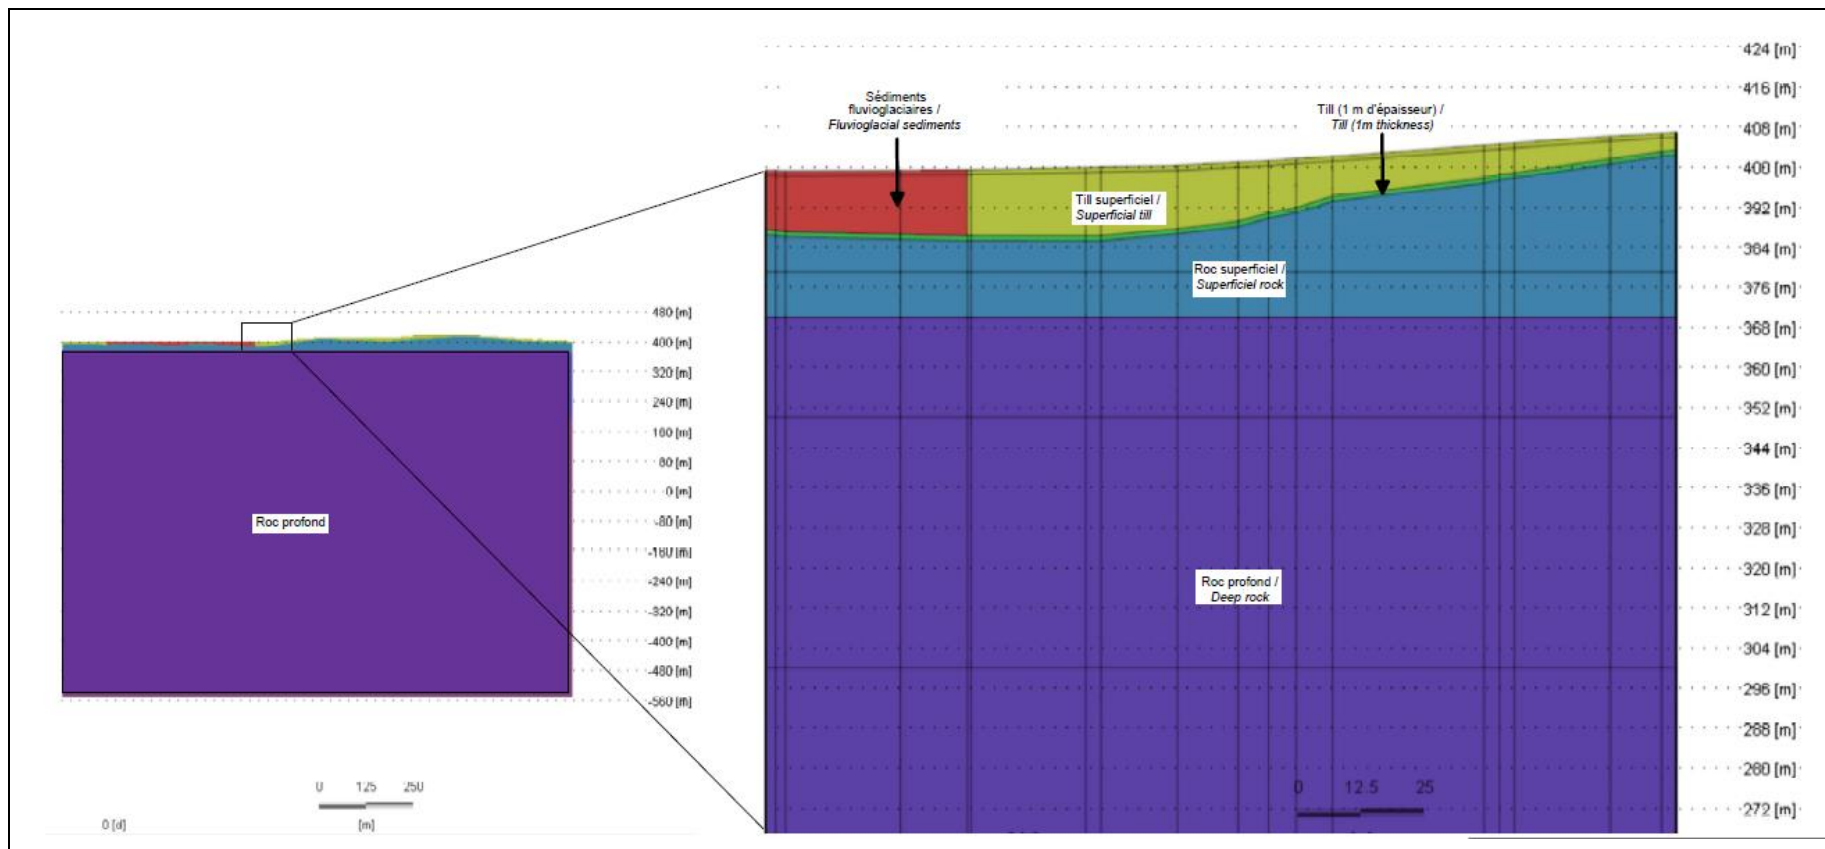 424 [m]
416 [m]
408 [m]
400 [m]
392 [m]
384 [m]
376 [m]
368 [m]
360 [m]
352 [m]
344 [m]
336 [m]
328 [m]
320 [m]
312 [m]
304 [m]
296 [m]
288 [m]
280 [m]
272 [m]
Sédiments
fluvioglaciaires /
Fluvioglacial sediments
Till (1 m d'épaisseur) /
Till (1m thickness)
Till superficiel /
Superficial till
Roc superficiel /
Superficiel rock
Roc profond /
Deep rock
0 12.5 25
480 [m]
400 [m]
320 [m]
240 [m]
160 [m]
80 [m]
0 [m]
-80 [m]
-160 [m]
-240 [m]
-320 [m]
-400 [m]
-480 [m]
-560 [m]
Roc profond
0 125 250
[m]
0 [d]